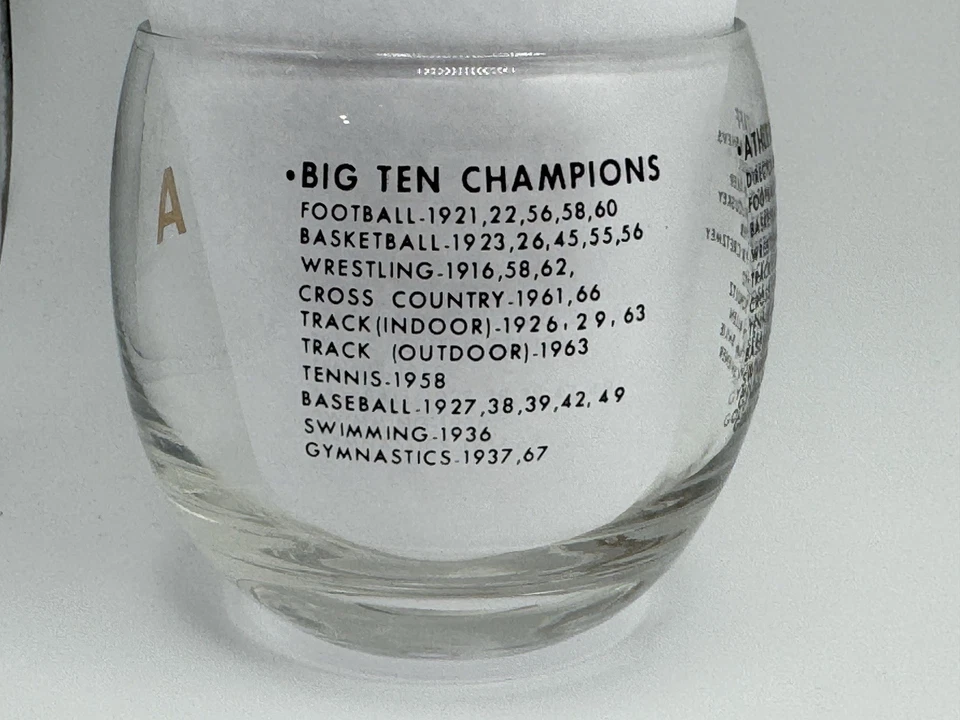 A
•BIG TEN CHAMPIONS
FOOTBALL-1921,22,56,58,60
BASKETBALL-1923,26,45,55,56
WRESTLING-1916,58,62,
CROSS COUNTRY-1961,66
TRACK(INDOOR)-1926,29,63
TRACK (OUTDOOR)-1963
TENNIS-1958
BASEBALL-1927,38,39,42,49
SWIMMING-1936
GYMNASTICS-1937,67